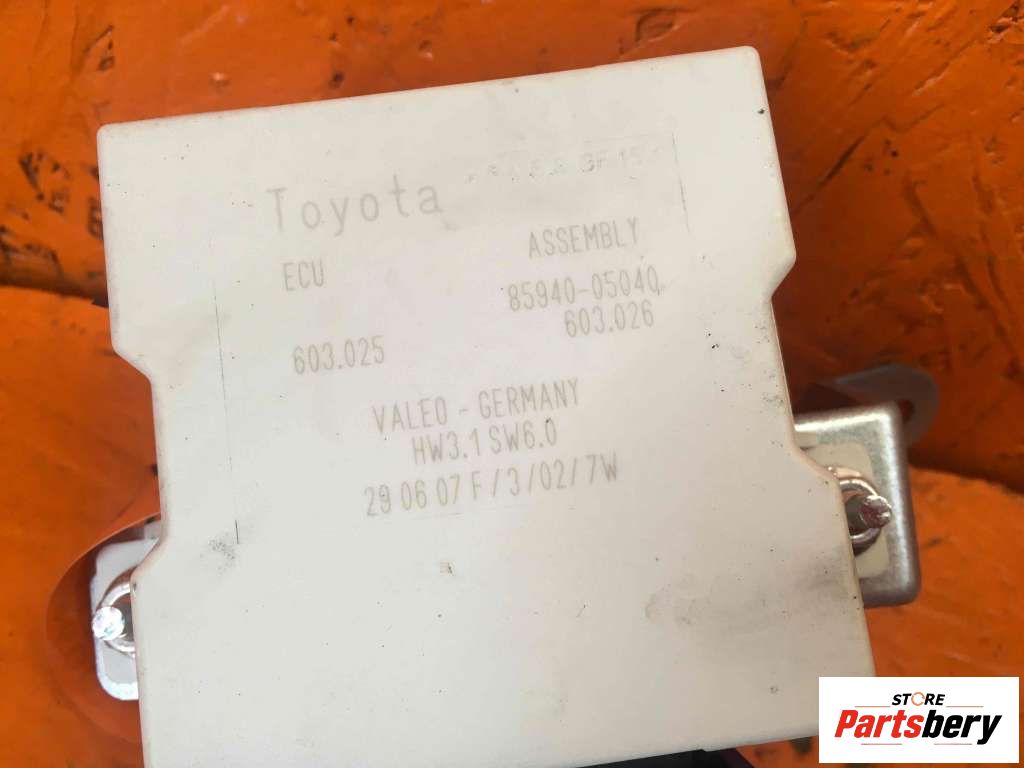 Toyota
ECU
ASSEMBLY
85940-05040
603.025
603.026
VALEO - GERMANY
HW3.1 SW6.0
29 06 07 F/3/02/7W
STORE
Partsbery